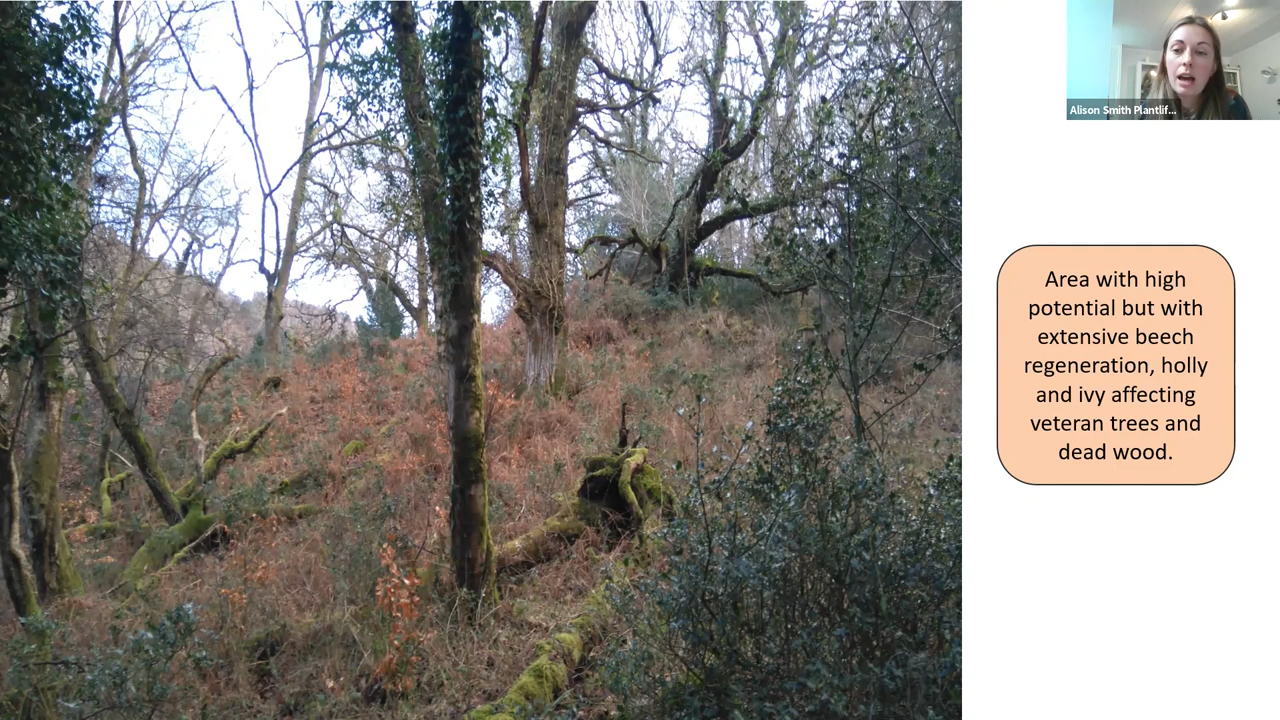 Alison Smith Plantlif...
Area with high
potential but with
extensive beech
regeneration, holly
and ivy affecting
veteran trees and
dead wood.